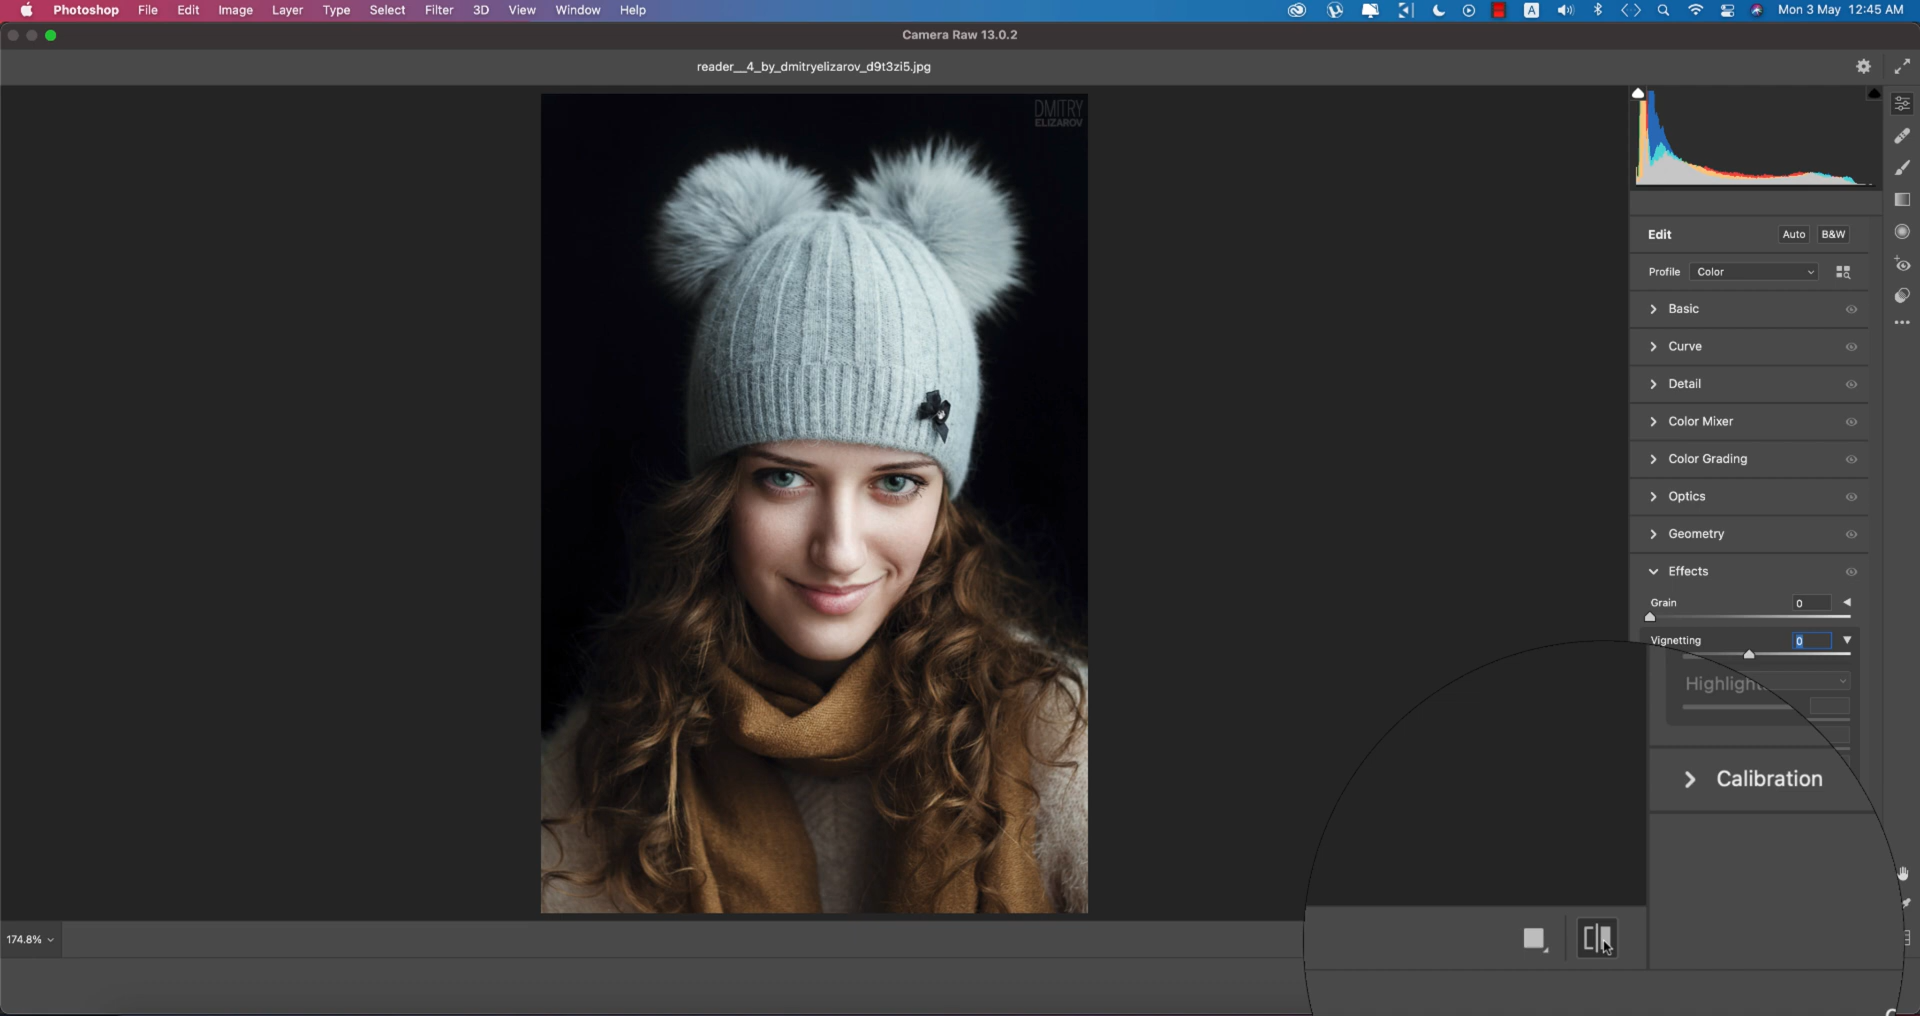 Photoshop File Edit Image Layer Type Select Filter 3D View Window Help A Mon 3 May 12:45 AM
Camera Raw 13.0.2
reader__4_by_dmitryelizarov_d9t3zi5.jpg
DMITRY
ELIZAROV
Edit Auto B&W
Profile Color
Basic
Curve
Detail
Color Mixer
Color Grading
Optics
Geometry
Effects
Grain 0
Vignetting 0
Highlight
Calibration
174.8%